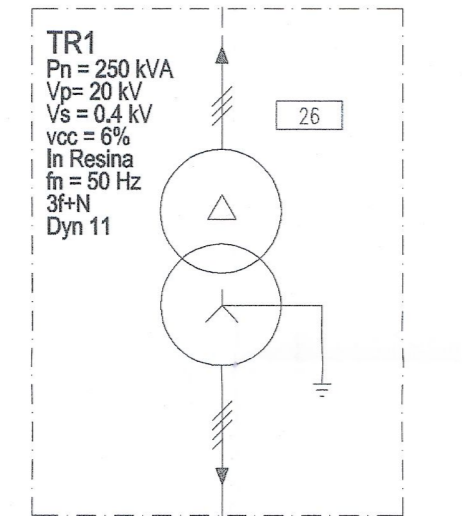 TR1
Pn = 250 kVA
Vp= 20 kV
Vs = 0.4 kV
vcc = 6%
In Resina
fn = 50 Hz
3f+N
Dyn 11
26